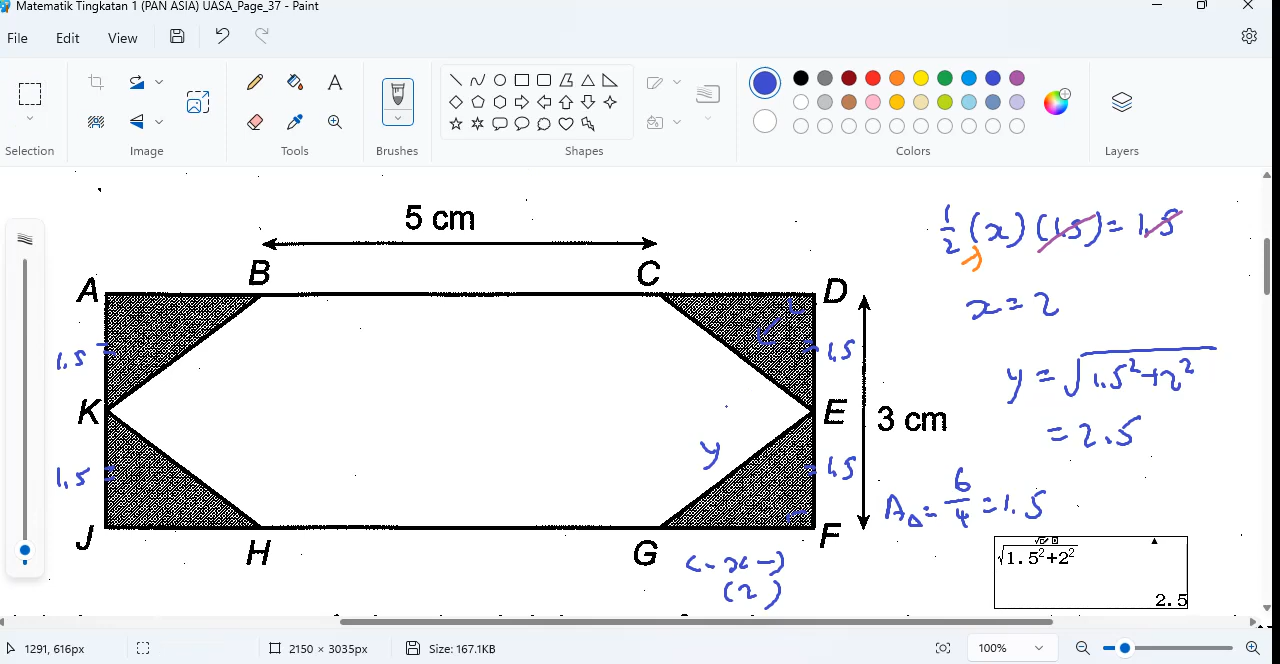 Matematik Tingkatan 1 (PAN ASIA) UASA_Page_37 - Paint
File Edit View
Selection Image Tools Brushes Shapes Colors Layers
5 cm
A B C D
1.5 K E 1.5
3 cm
1.5 y 1.5
J H G F
(- x -)
(2)
1/2 (x) (1.5) = 1.5
x = 2
y = √1.5²+2²
= 2.5
A△ = 6/4 = 1.5
√1.5²+2²
2.5
1291, 616px 2150 × 3035px Size: 167.1KB 100%